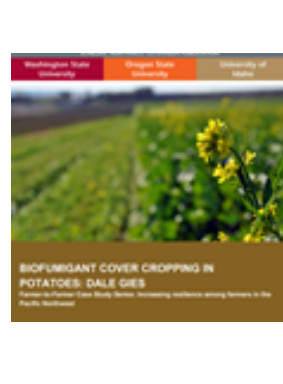 Washington State Oregon State University of
University University Idaho
BIOFUMIGANT COVER CROPPING IN
POTATOES: DALE GIES
Farmer-to-Farmer Case Study Series: Increasing resilience among farmers in the
Pacific Northwest